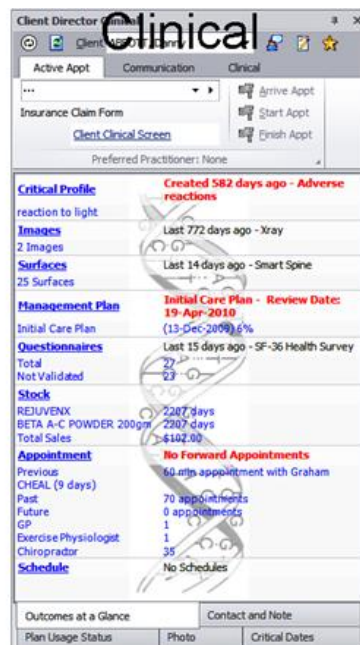 Client Director Clinical
Clinical
Client
Danny
Active Appt Communication Clinical
...
Arrive Appt
Insurance Claim Form Start Appt
Client Clinical Screen Finish Appt
Preferred Practitioner: None
Critical Profile Created 582 days ago - Adverse
reactions
reaction to light
Images Last 772 days ago - Xray
2 Images
Surfaces Last 14 days ago - Smart Spine
25 Surfaces
Management Plan Initial Care Plan - Review Date:
19-Apr-2010
Initial Care Plan (13-Dec-2009) 6%
Questionnaires Last 15 days ago - SF-36 Health Survey
Total 27
Not Validated 23
Stock
REJUVENX 2207 days
BETA A-C POWDER 200gm 2207 days
Total Sales $102.00
Appointment No Forward Appointments
Previous 60 min appointment with Graham
CHEAL (9 days)
Past 70 appointments
Future 0 appointments
GP 1
Exercise Physiologist 1
Chiropractor 35
Schedule No Schedules
Outcomes at a Glance Contact and Note
Plan Usage Status Photo Critical Dates